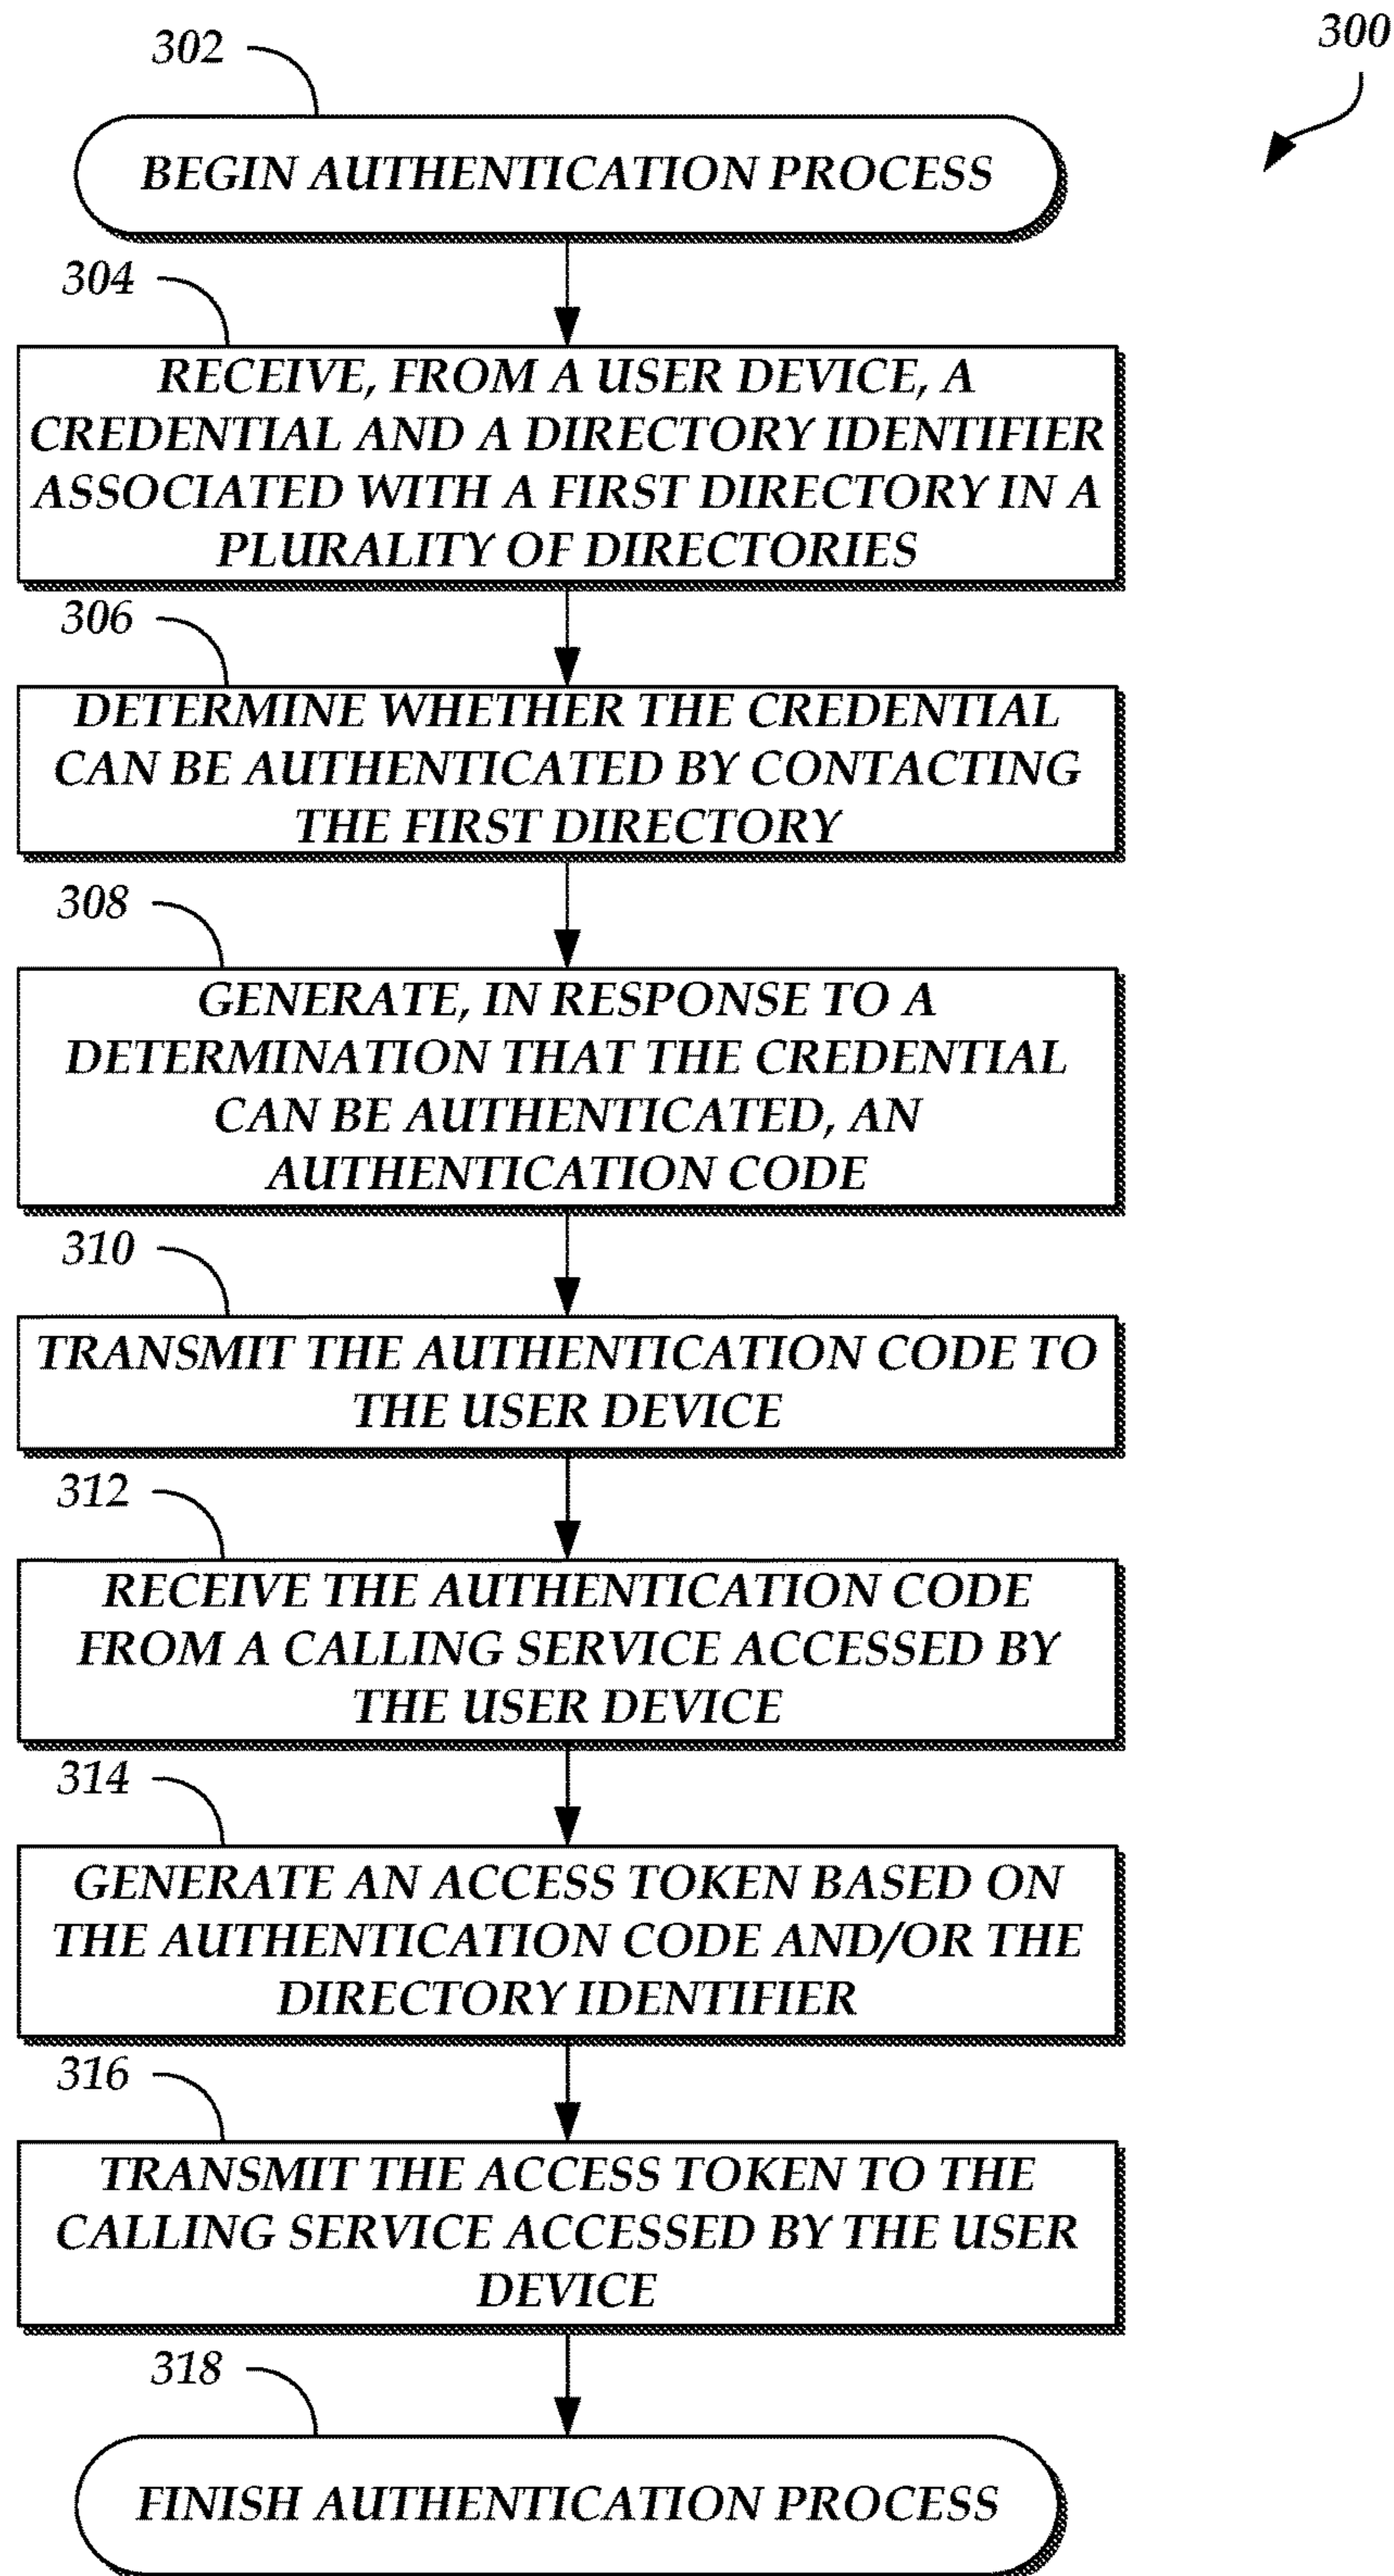 302
300
BEGIN AUTHENTICATION PROCESS
304
RECEIVE, FROM A USER DEVICE, A
CREDENTIAL AND A DIRECTORY IDENTIFIER
ASSOCIATED WITH A FIRST DIRECTORY IN A
PLURALITY OF DIRECTORIES
306
DETERMINE WHETHER THE CREDENTIAL
CAN BE AUTHENTICATED BY CONTACTING
THE FIRST DIRECTORY
308
GENERATE, IN RESPONSE TO A
DETERMINATION THAT THE CREDENTIAL
CAN BE AUTHENTICATED, AN
AUTHENTICATION CODE
310
TRANSMIT THE AUTHENTICATION CODE TO
THE USER DEVICE
312
RECEIVE THE AUTHENTICATION CODE
FROM A CALLING SERVICE ACCESSED BY
THE USER DEVICE
314
GENERATE AN ACCESS TOKEN BASED ON
THE AUTHENTICATION CODE AND/OR THE
DIRECTORY IDENTIFIER
316
TRANSMIT THE ACCESS TOKEN TO THE
CALLING SERVICE ACCESSED BY THE USER
DEVICE
318
FINISH AUTHENTICATION PROCESS